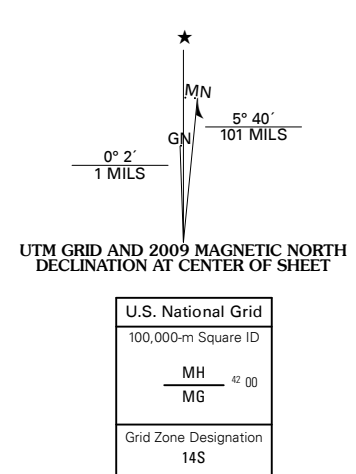 MN
GN
5° 40´
101 MILS
0° 2´
1 MILS
UTM GRID AND 2009 MAGNETIC NORTH
DECLINATION AT CENTER OF SHEET
U.S. National Grid
100,000-m Square ID
MH
42 00
MG
Grid Zone Designation
14S